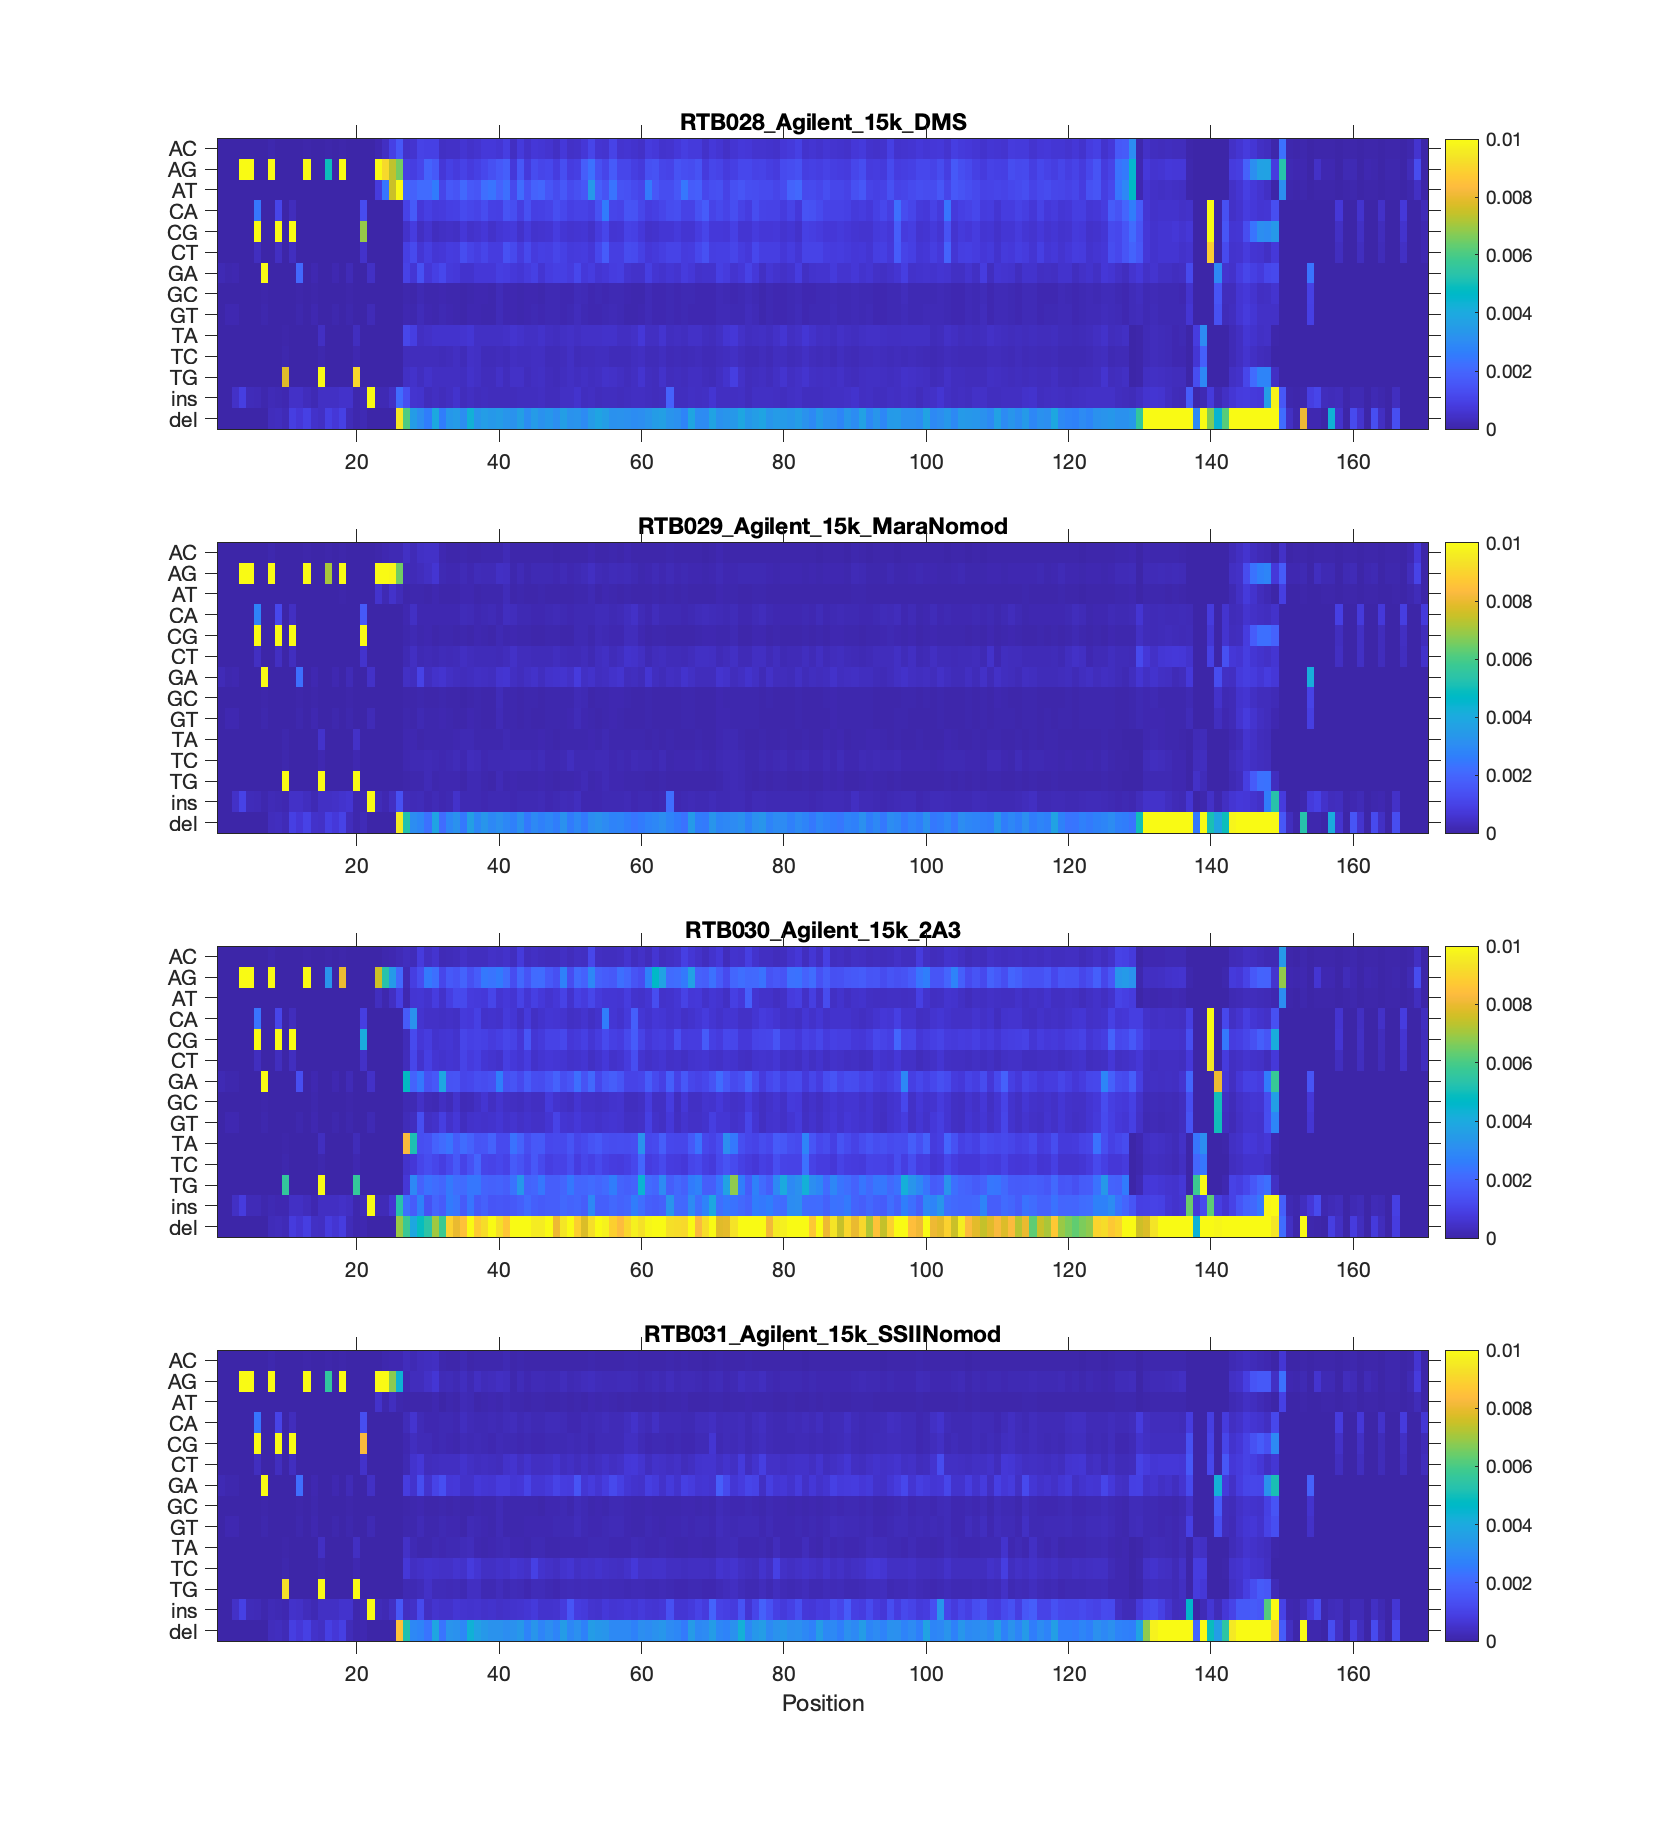 RTB028_Agilent_15k_DMS
AC
AG
AT
CA
CG
CT
GA
GC
GT
TA
TC
TG
ins
del
20 40 60 80 100 120 140 160
0.01
0.008
0.006
0.004
0.002
0
RTB029_Agilent_15k_MaraNomod
AC
AG
AT
CA
CG
CT
GA
GC
GT
TA
TC
TG
ins
del
20 40 60 80 100 120 140 160
0.01
0.008
0.006
0.004
0.002
0
RTB030_Agilent_15k_2A3
AC
AG
AT
CA
CG
CT
GA
GC
GT
TA
TC
TG
ins
del
20 40 60 80 100 120 140 160
0.01
0.008
0.006
0.004
0.002
0
RTB031_Agilent_15k_SSIINomod
AC
AG
AT
CA
CG
CT
GA
GC
GT
TA
TC
TG
ins
del
20 40 60 80 100 120 140 160
0.01
0.008
0.006
0.004
0.002
0
Position